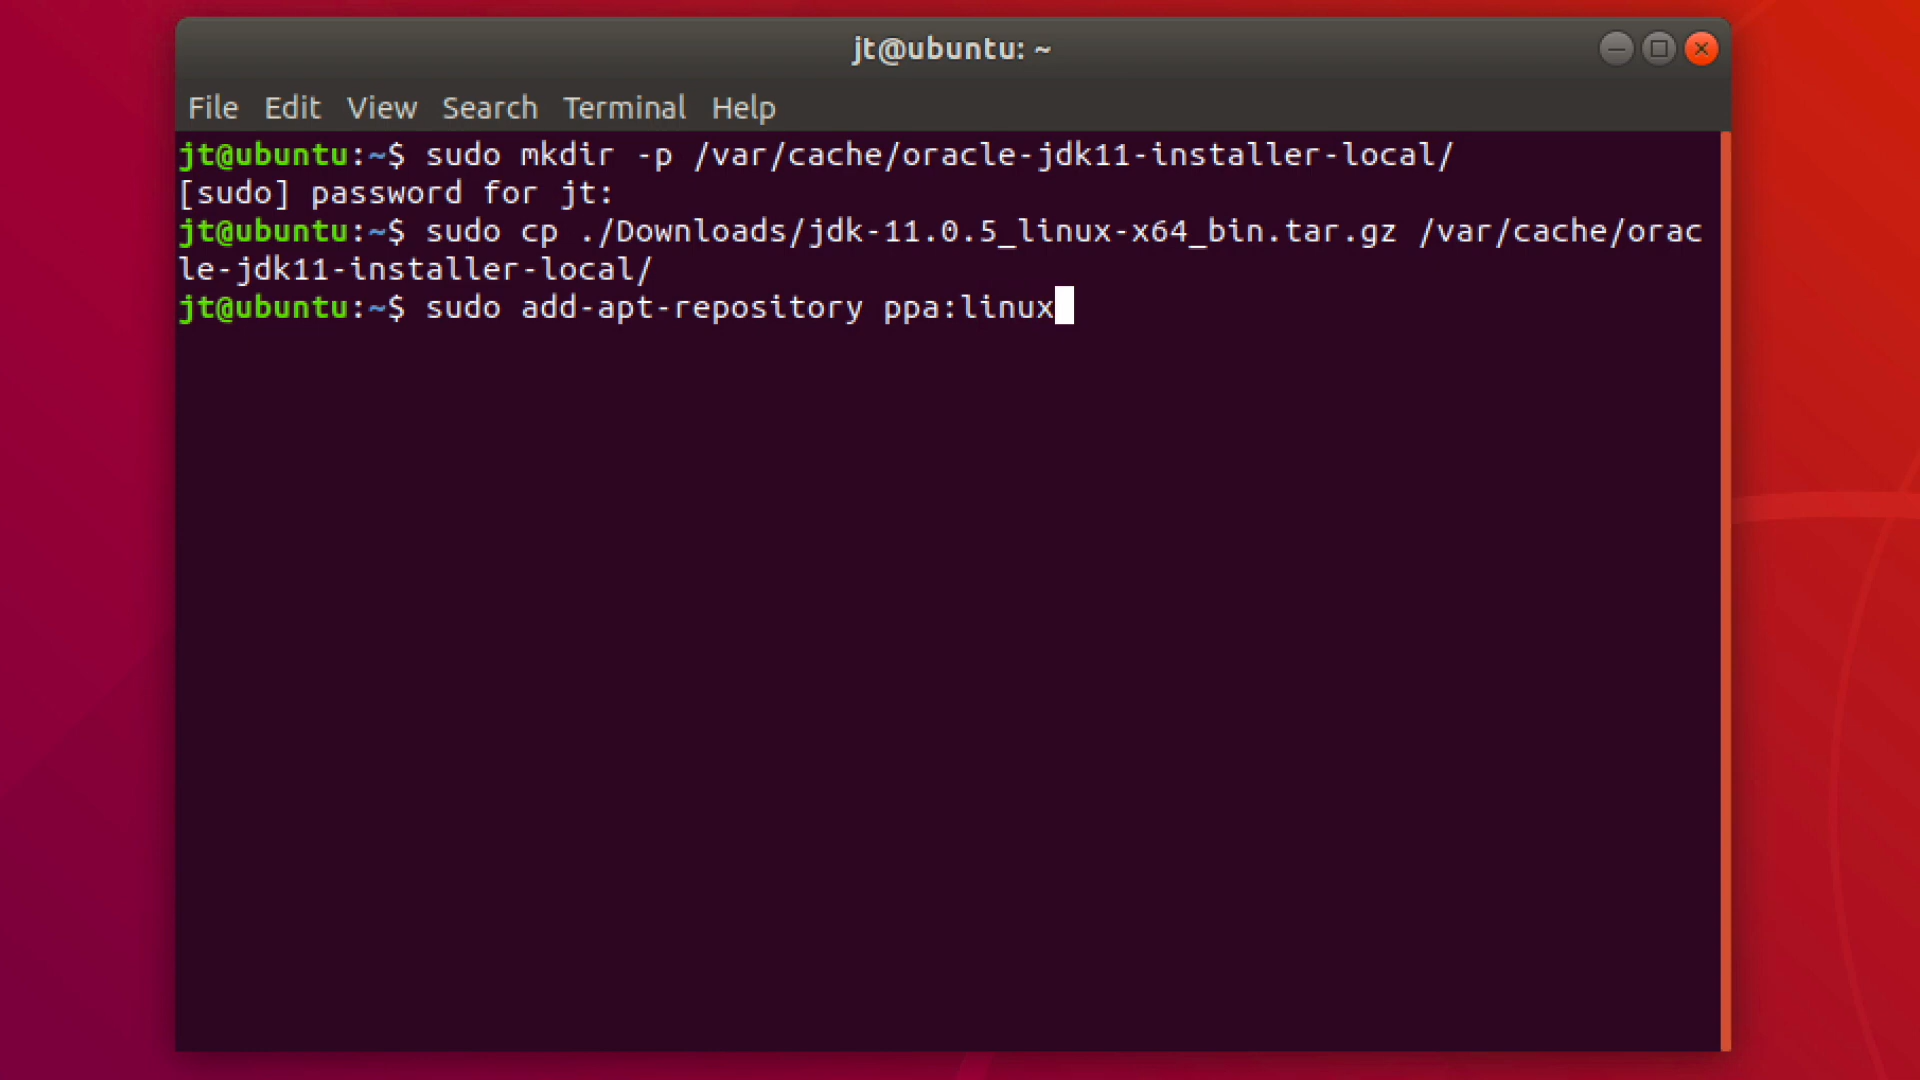 jt@ubuntu: ~
File Edit View Search Terminal Help
jt@ubuntu:~$ sudo mkdir -p /var/cache/oracle-jdk11-installer-local/
[sudo] password for jt:
jt@ubuntu:~$ sudo cp ./Downloads/jdk-11.0.5_linux-x64_bin.tar.gz /var/cache/orac
le-jdk11-installer-local/
jt@ubuntu:~$ sudo add-apt-repository ppa:linux